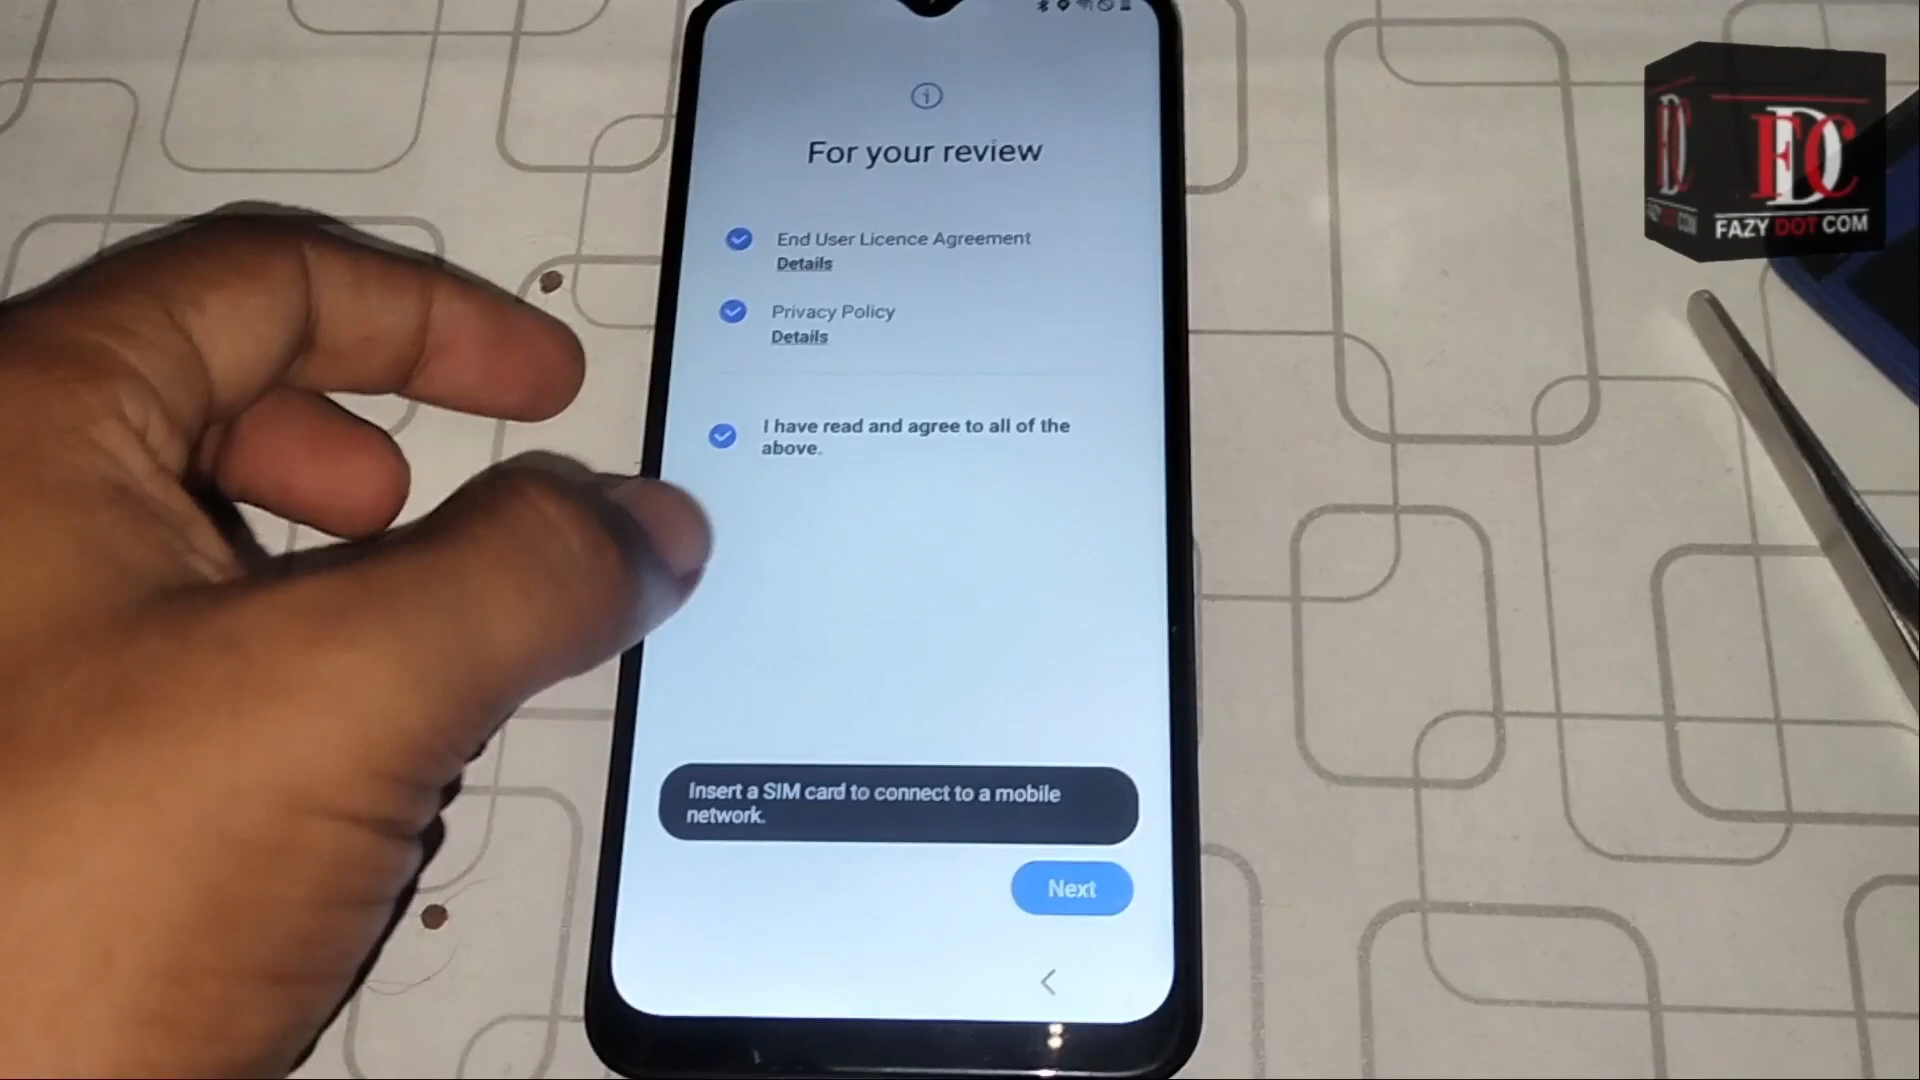 For your review
End User Licence Agreement
Details
Privacy Policy
Details
I have read and agree to all of the
above.
Insert a SIM card to connect to a mobile
network.
Next
FDC
FAZY DOT COM